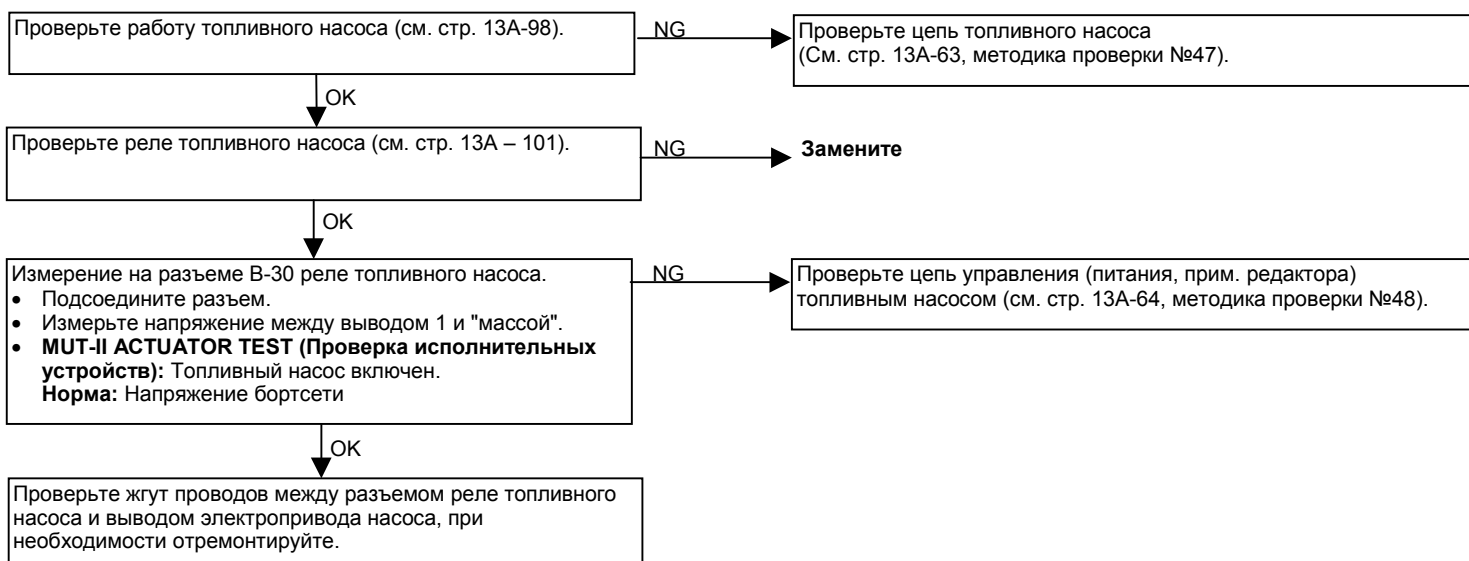 Проверьте работу топливного насоса (см. стр. 13A-98).
NG
Проверьте цепь топливного насоса
(См. стр. 13A-63, методика проверки №47).
OK
Проверьте реле топливного насоса (см. стр. 13A – 101).
NG
Замените
OK
Измерение на разъеме B-30 реле топливного насоса.
• Подсоедините разъем.
• Измерьте напряжение между выводом 1 и "массой".
• MUT-II ACTUATOR TEST (Проверка исполнительных
устройств): Топливный насос включен.
Норма: Напряжение бортсети
NG
Проверьте цепь управления (питания, прим. редактора)
топливным насосом (см. стр. 13A-64, методика проверки №48).
OK
Проверьте жгут проводов между разъемом реле топливного
насоса и выводом электропривода насоса, при
необходимости отремонтируйте.